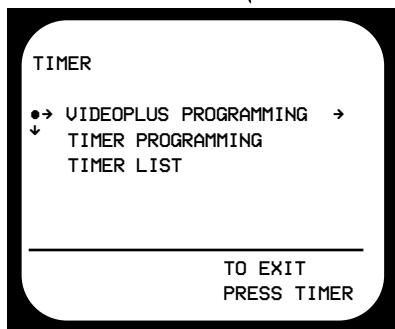 TIMER
●→ VIDEOPLUS PROGRAMMING →
↓ TIMER PROGRAMMING
TIMER LIST
TO EXIT
PRESS TIMER